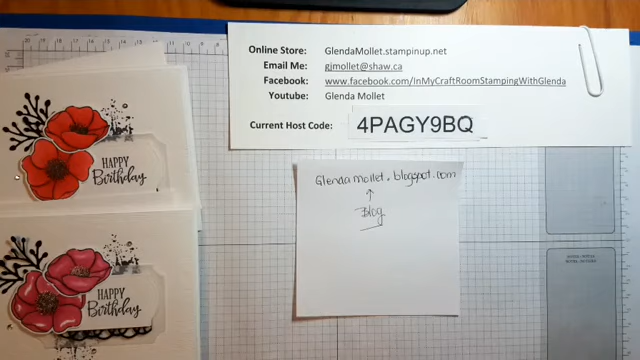 Online Store: GlendaMollet.stampinup.net
Email Me: gjmollet@shaw.ca
Facebook: www.facebook.com/InMyCraftRoomStampingWithGlenda
Youtube: Glenda Mollet
Current Host Code: 4PAGY9BQ
Glendamollet.blogspot.com
Blog
HAPPY
Birthday
HAPPY
Birthday